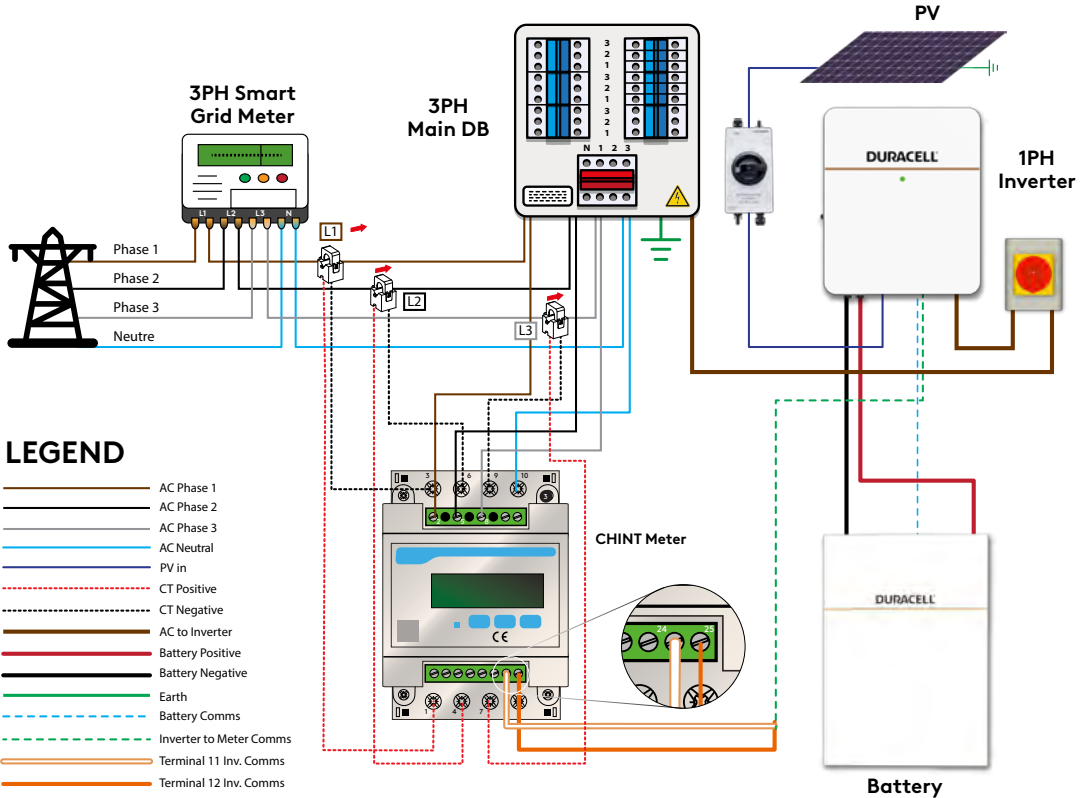 PV
3PH Smart
Grid Meter
3PH
Main DB
3
2
1
3
2
1
3
2
1
N 1 2 3
DURACELL
1PH
Inverter
L1 L2 L3 N
L1
L2
L3
Phase 1
Phase 2
Phase 3
Neutre
LEGEND
AC Phase 1
AC Phase 2
AC Phase 3
AC Neutral
PV in
CT Positive
CT Negative
AC to Inverter
Battery Positive
Battery Negative
Earth
Battery Comms
Inverter to Meter Comms
Terminal 11 Inv. Comms
Terminal 12 Inv. Comms
3 6 9 10
3
CHINT Meter
CE
1 4 7
24 25
DURACELL
Battery